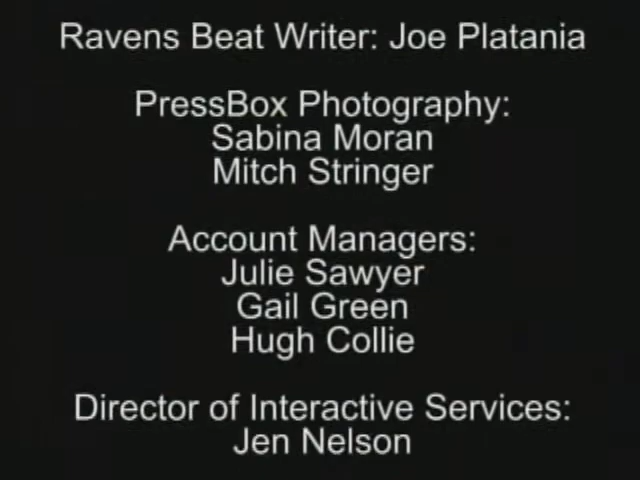 Ravens Beat Writer: Joe Platania
PressBox Photography:
Sabina Moran
Mitch Stringer
Account Managers:
Julie Sawyer
Gail Green
Hugh Collie
Director of Interactive Services:
Jen Nelson